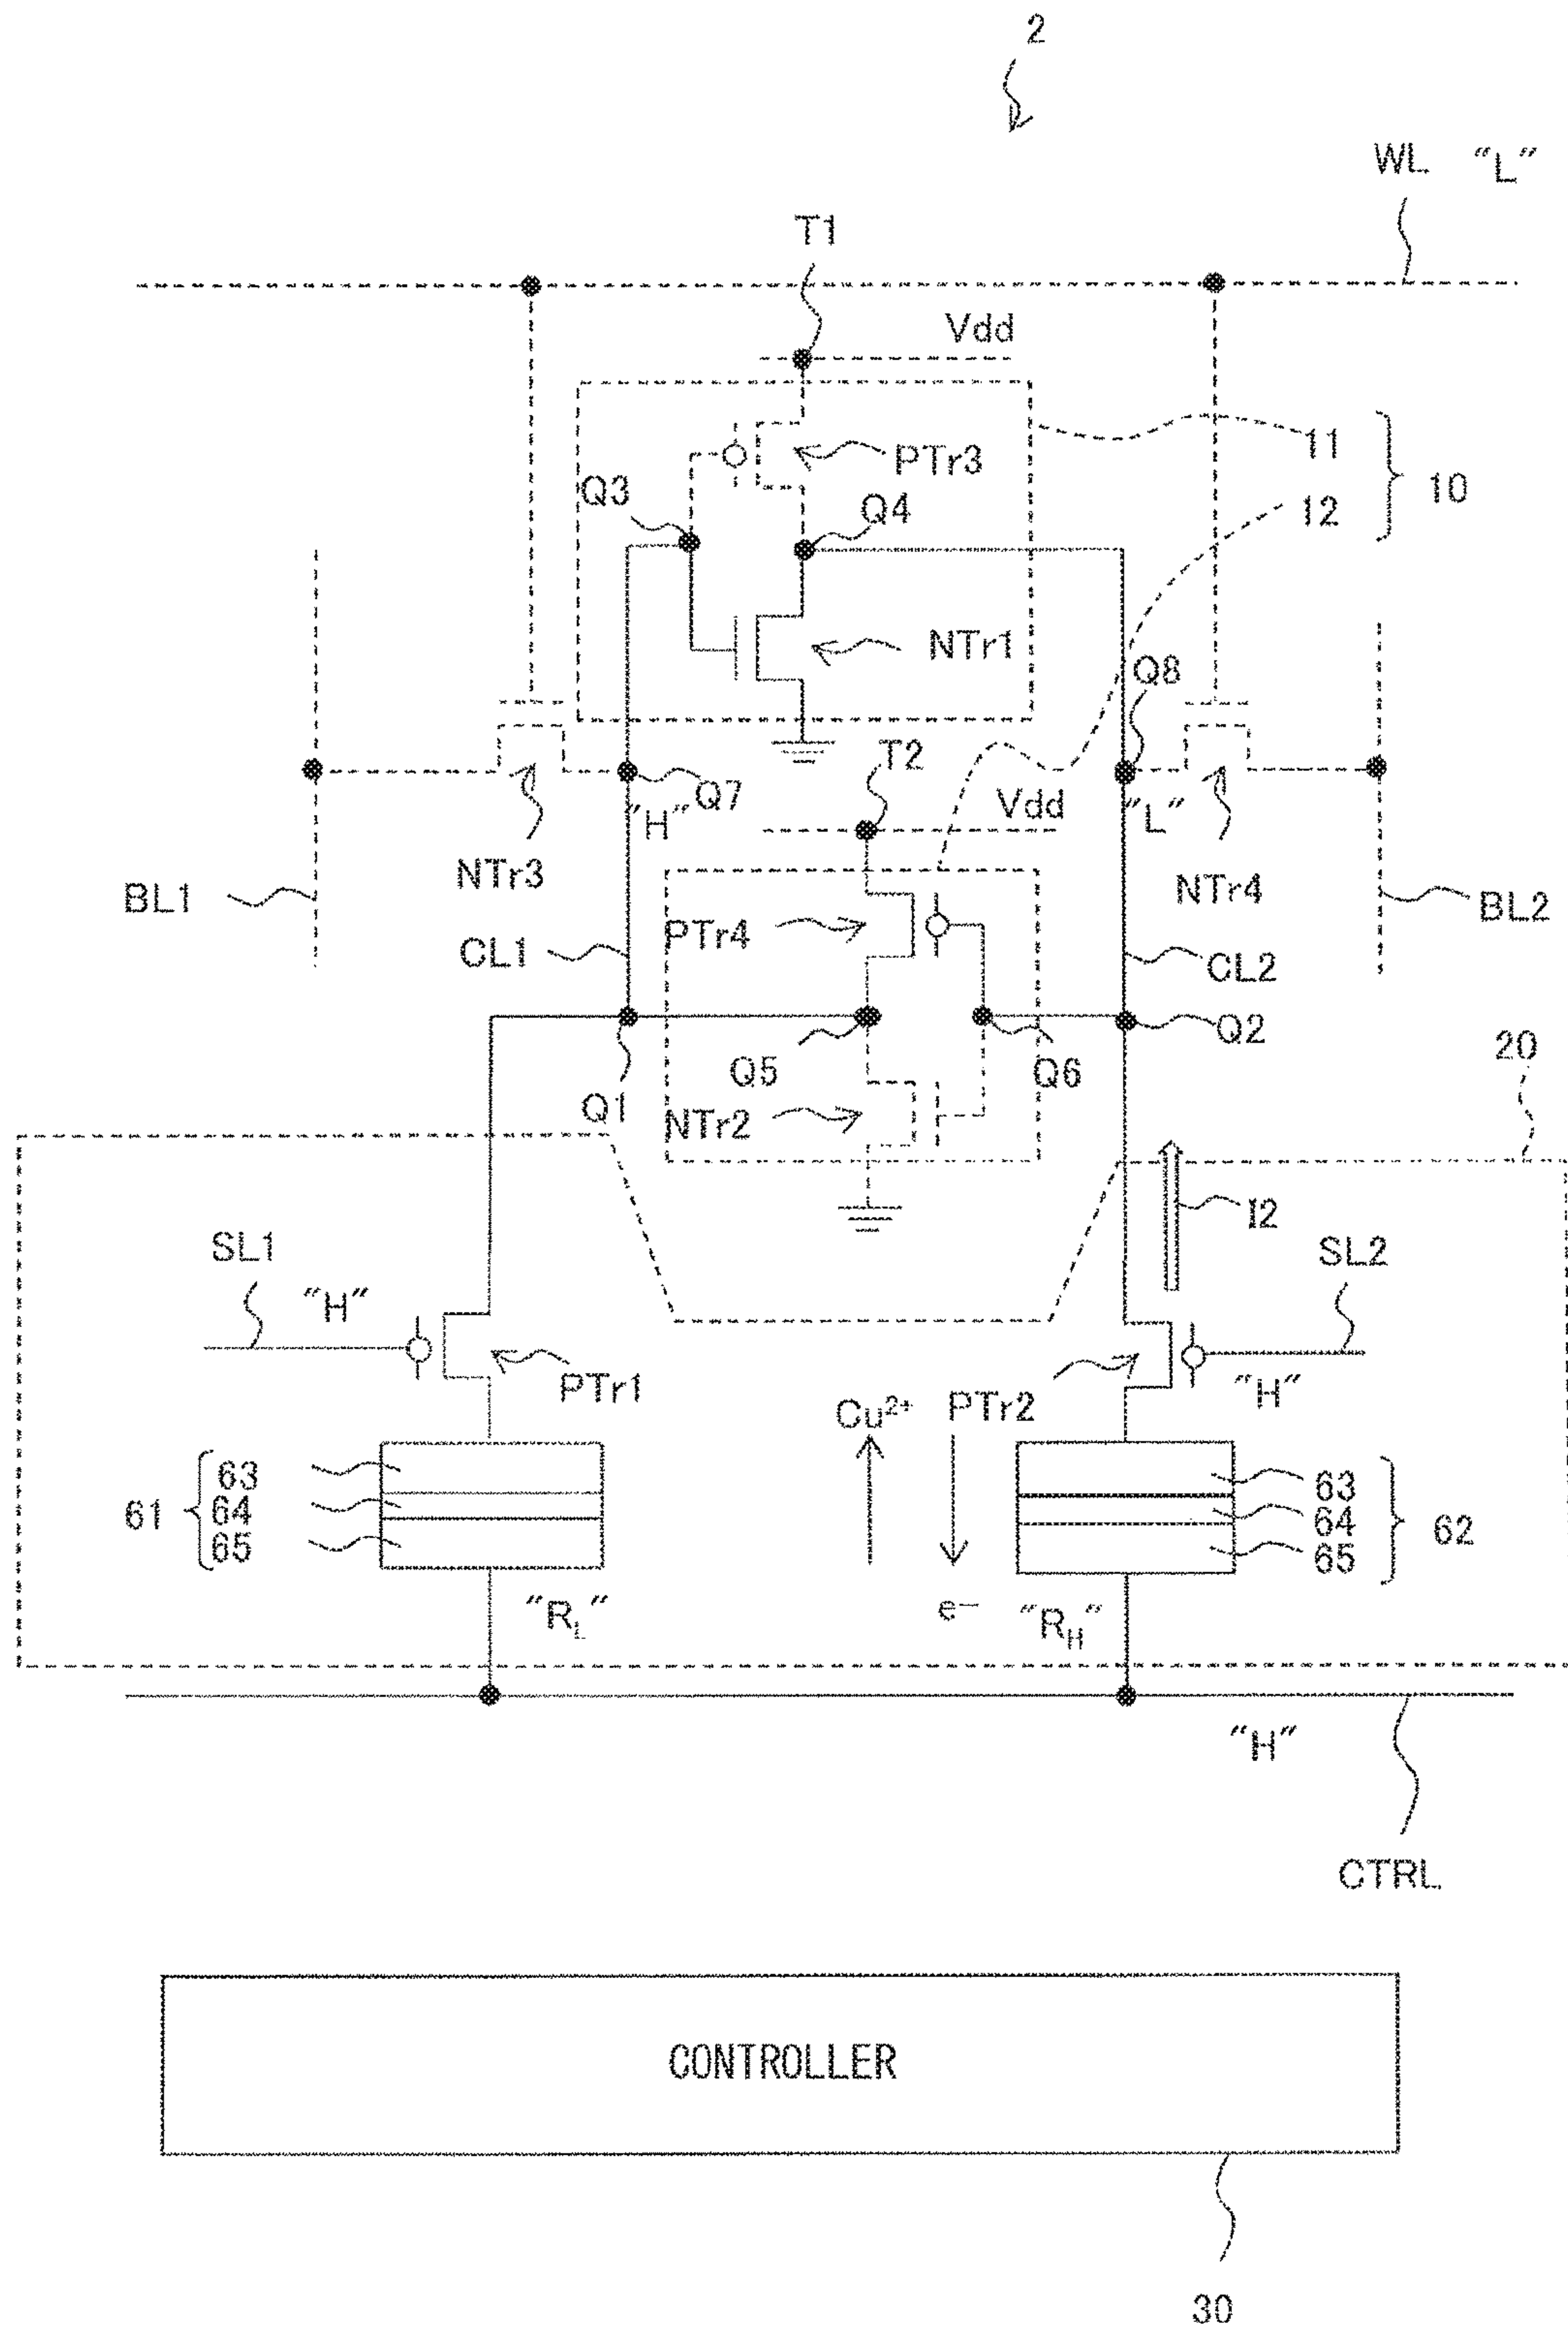 2
WL "L"
T1
Vdd
11
PTr3
10
Q3
Q4
12
NTr1
Q8
T2
Q7
Vdd
"H"
"L"
NTr3
NTr4
BL1
BL2
PTr4
CL1
CL2
Q2
20
Q5
Q6
Q1
NTr2
I2
SL1
SL2
"H"
PTr1
Cu²⁺
PTr2
"H"
63
63
61
64
64
62
65
65
"R_L"
e⁻
"R_H"
"H"
CTRL
CONTROLLER
30